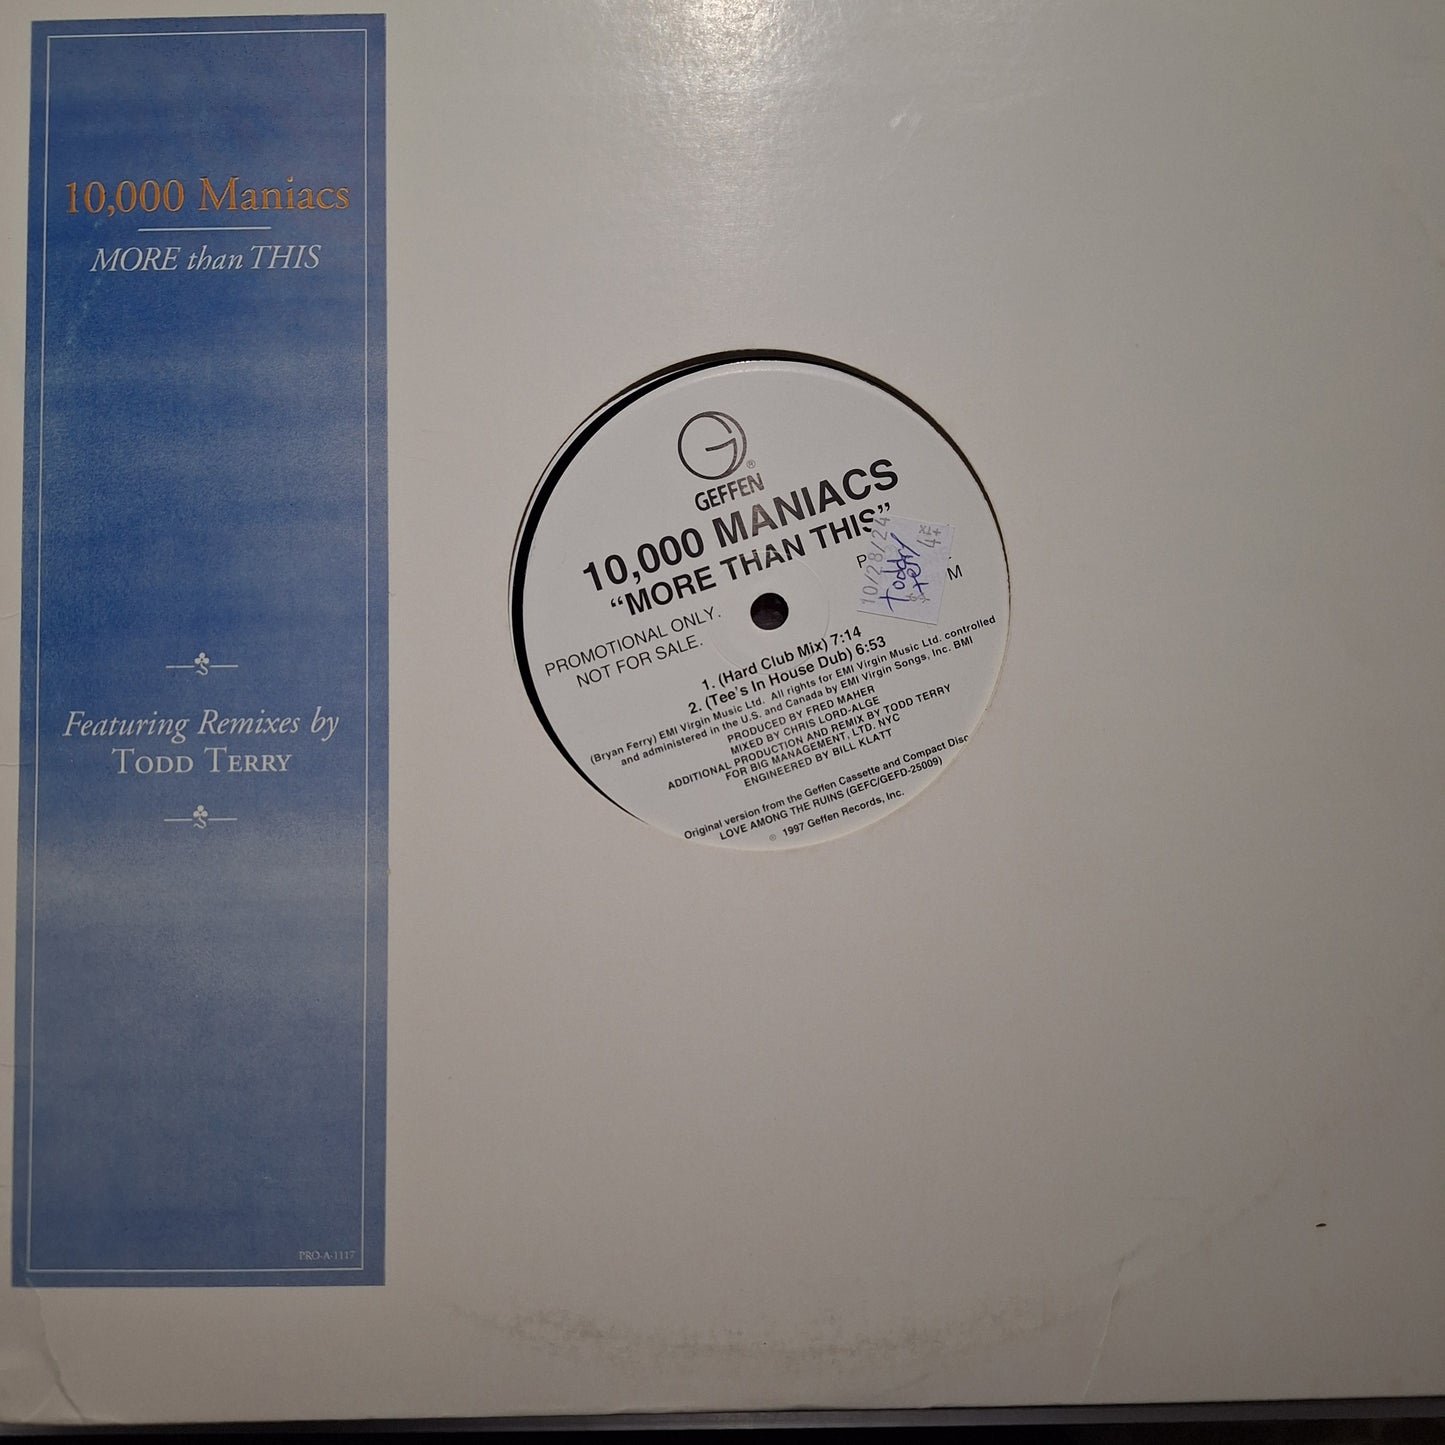 10,000 Maniacs
MORE than THIS
Featuring Remixes by
TODD TERRY
PRO-A-1117
GEFFEN
10,000 MANIACS
“MORE THAN THIS”
PROMOTIONAL ONLY.
NOT FOR SALE.
P
M
10/28/24
Todd
4+
1. (Hard Club Mix) 7:14
2. (Tee's In House Dub) 6:53
(Bryan Ferry) EMI Virgin Music Ltd. All rights for EMI Virgin Music Ltd. controlled
and administered in the U.S. and Canada by EMI Virgin Songs, Inc. BMI
PRODUCED BY FRED MAHER
MIXED BY CHRIS LORD-ALGE
ADDITIONAL PRODUCTION AND REMIX BY TODD TERRY
FOR BIG MANAGEMENT, LTD, NYC
ENGINEERED BY BILL KLATT
Original version from the Geffen Cassette and Compact Disc
LOVE AMONG THE RUINS (GEFC/GEFD-25009)
℗ 1997 Geffen Records, Inc.